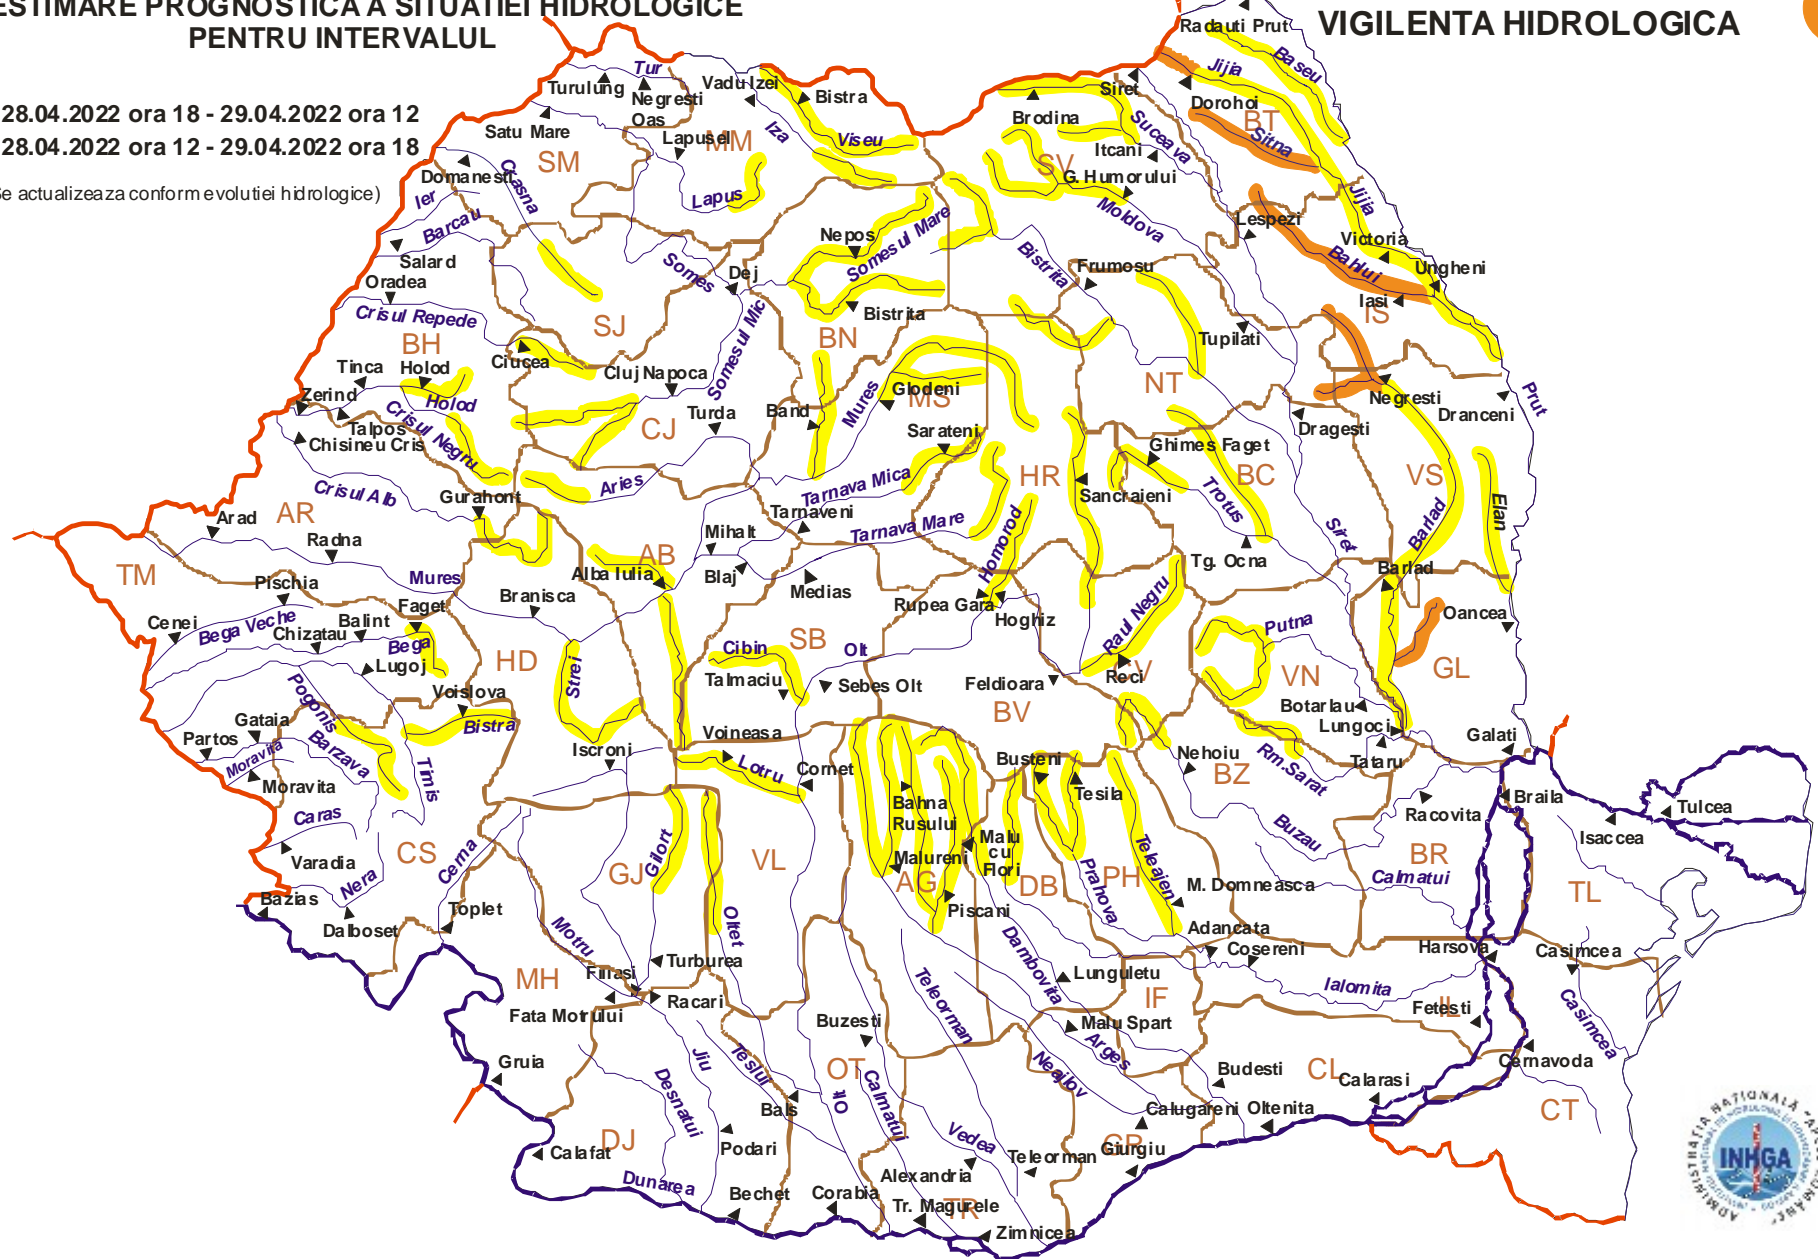 ESTIMARE PROGNOSTICA A SITUATIEI HIDROLOGICE
PENTRU INTERVALUL
VIGILENTA HIDROLOGICA
28.04.2022 ora 18 - 29.04.2022 ora 12
28.04.2022 ora 12 - 29.04.2022 ora 18
Se actualizeaza conform evolutiei hidrologice)
Radauti Prut
Baseu
Jijia
Siret
Dorohoi
BT
Sitna
Tur
Turulung
Negresti
Oas
Vadu Izei
Bistra
Satu Mare
Lapusel
MM
Iza
Viseu
SM
Brodina
Suceava
Itcani
SV
G. Humorului
Domanesti
Crasna
Ier
Lapus
Barcau
Moldova
Lespezi
Jijia
Victoria
Bahlui
Ungheni
Iasi
IS
Salard
Oradea
Somes
Dej
Nepos
Somesul Mare
Bistrita
Frumosu
Crisul Repede
BH
SJ
Somesul Mic
Bistrita
BN
Tupilati
Ciucea
Tinca
Holod
Cluj Napoca
Holod
Zerind
Talpos
Crisul Negru
Chisineu Cris
CJ
Turda
Band
Mures
Glodeni
MS
NT
Negresti
Dranceni
Prut
Dragesti
Sarateni
Ghimes Faget
BC
VS
HR
Crisul Alb
Gurahont
Aries
Tarnava Mica
Sancraieni
Trotus
Elan
AR
Arad
Radna
Tarnaveni
Mihalt
Tarnava Mare
Homorod
Siret
Barlad
AB
Tg. Ocna
Barlad
TM
Pischia
Mures
Alba Iulia
Blaj
Medias
Branisca
Rupea Gara
Hoghiz
Raul Negru
Oancea
Cenei
Bega Veche
Faget
Balint
Chizatau
Bega
Lugoj
HD
Strei
Cibin
SB
Olt
Putna
Talmaciu
Sebes Olt
Feldioara
Reci
CV
VN
GL
Pogonis
Voislova
BV
Botarlau
Lungoci
Gataia
Partos
Bistra
Moravita
Barzava
Moravita
Timis
Iscroni
Voineasa
Lotru
Cornet
Busteni
Nehoiu
BZ
Rm.Sarat
Tataru
Galati
Tesila
Bahna
Rusului
Malu
cu
Flori
Racovita
Braila
Tulcea
Isaccea
Caras
Varadia
CS
Cerna
Nera
GJ
Gilort
VL
Malureni
AG
DB
Prahova
PH
Teleajen
Buzau
BR
Calmatui
Bazias
Dalboset
Toplet
Motru
Oltet
Piscani
M. Domneasca
TL
Adancata
Cosereni
Harsova
Casimcea
MH
Turburea
Filiasi
Racari
Fata Motrului
Teleorman
Dambovita
Lunguletu
IF
Ialomita
IL
Fetesti
Casimcea
Buzesti
Malu Spart
Gruia
Jiu
Teslui
OT
Calmatui
Olt
Arges
Neajlov
Cernavoda
Desnatui
Budesti
CL
Calarasi
CT
Bals
Calugareni
Oltenita
DJ
Podari
Vedea
GR
Calafat
Teleorman
Giurgiu
Alexandria
Dunarea
Bechet
Corabia
Tr. Magurele
TR
Zimnicea
INHGA